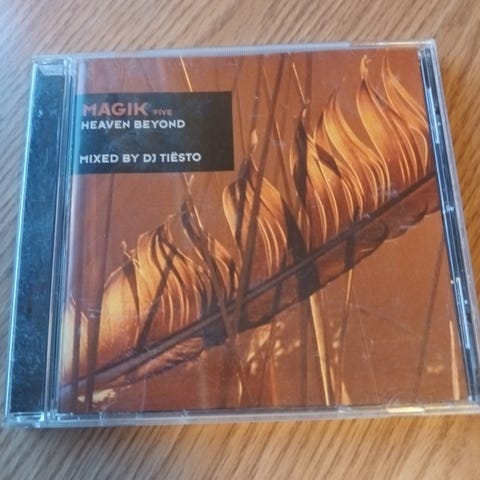 MAGIK FIVE
HEAVEN BEYOND
MIXED BY DJ TIËSTO